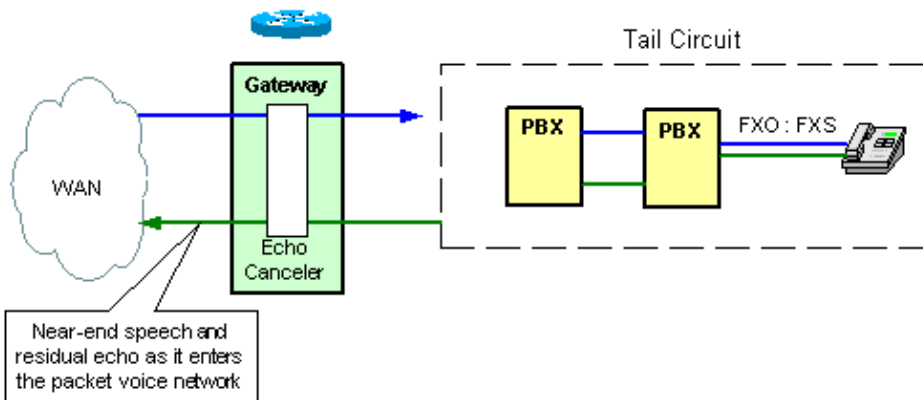 Tail Circuit
Gateway
PBX
PBX
FXO : FXS
WAN
Echo
Canceler
Near-end speech and
residual echo as it enters
the packet voice network